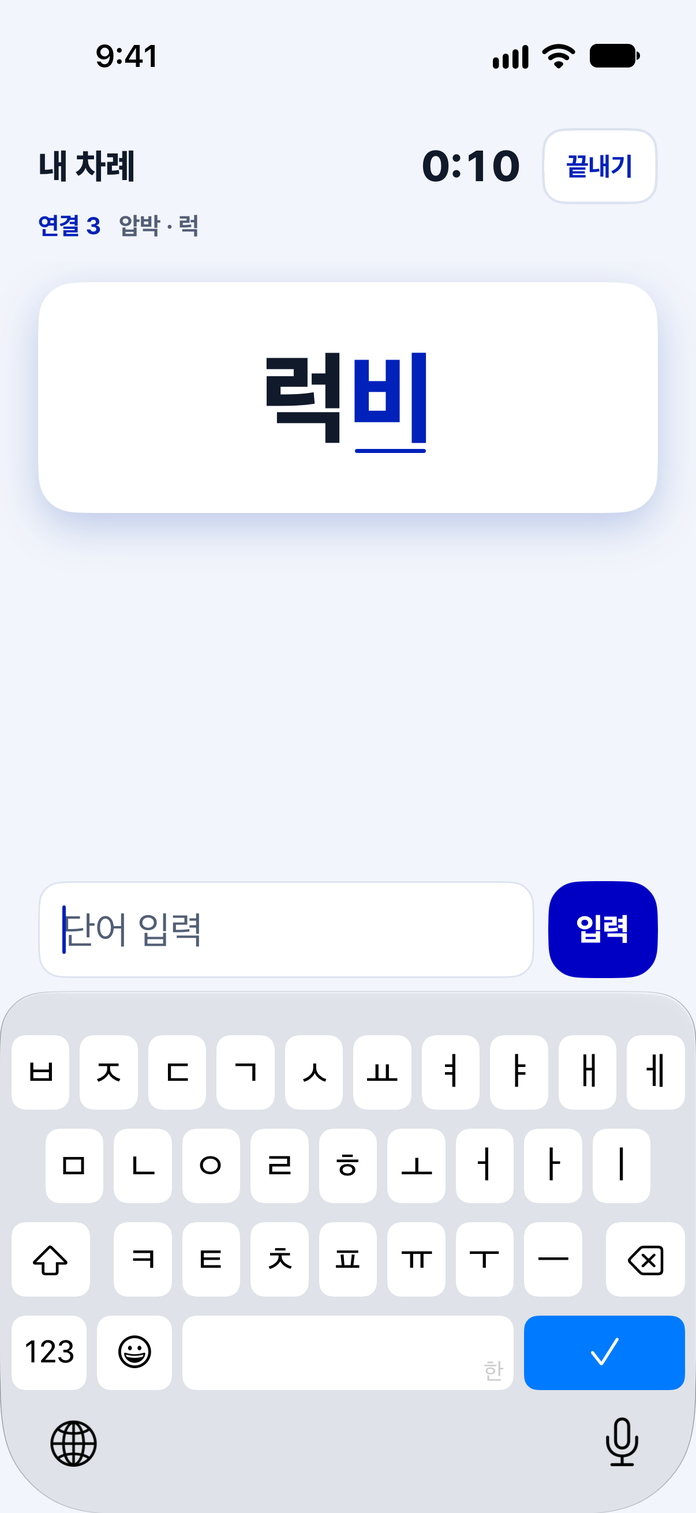 9:41
내 차례 0:10 끝내기
연결 3 압박 · 럭
럭비
단어 입력 입력
ㅂ ㅈ ㄷ ㄱ ㅅ ㅛ ㅕ ㅑ ㅐ ㅔ
ㅁ ㄴ ㅇ ㄹ ㅎ ㅗ ㅓ ㅏ ㅣ
ㅋ ㅌ ㅊ ㅍ ㅠ ㅜ ㅡ
123 한